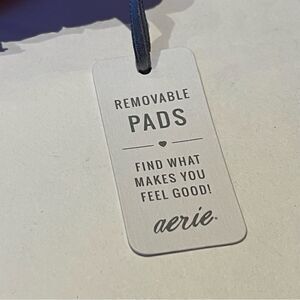 REMOVABLE
PADS
FIND WHAT
MAKES YOU
FEEL GOOD!
aerie.